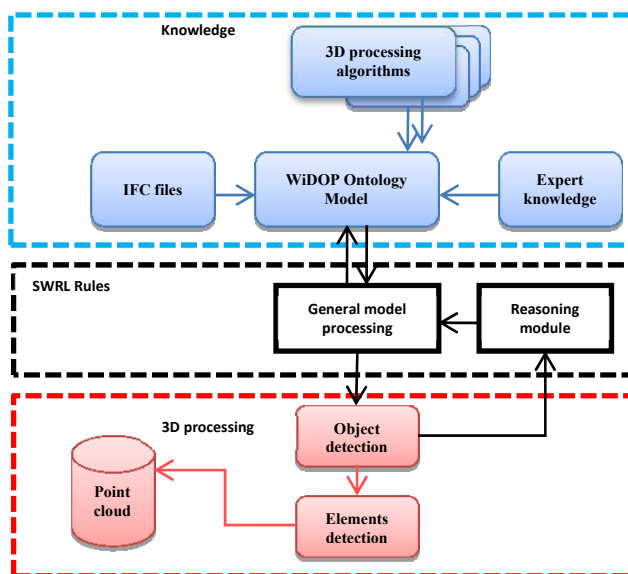 Knowledge
3D processing
algorithms
IFC files
WiDOP Ontology
Model
Expert
knowledge
SWRL Rules
General model
processing
Reasoning
module
3D processing
Object
detection
Point
cloud
Elements
detection